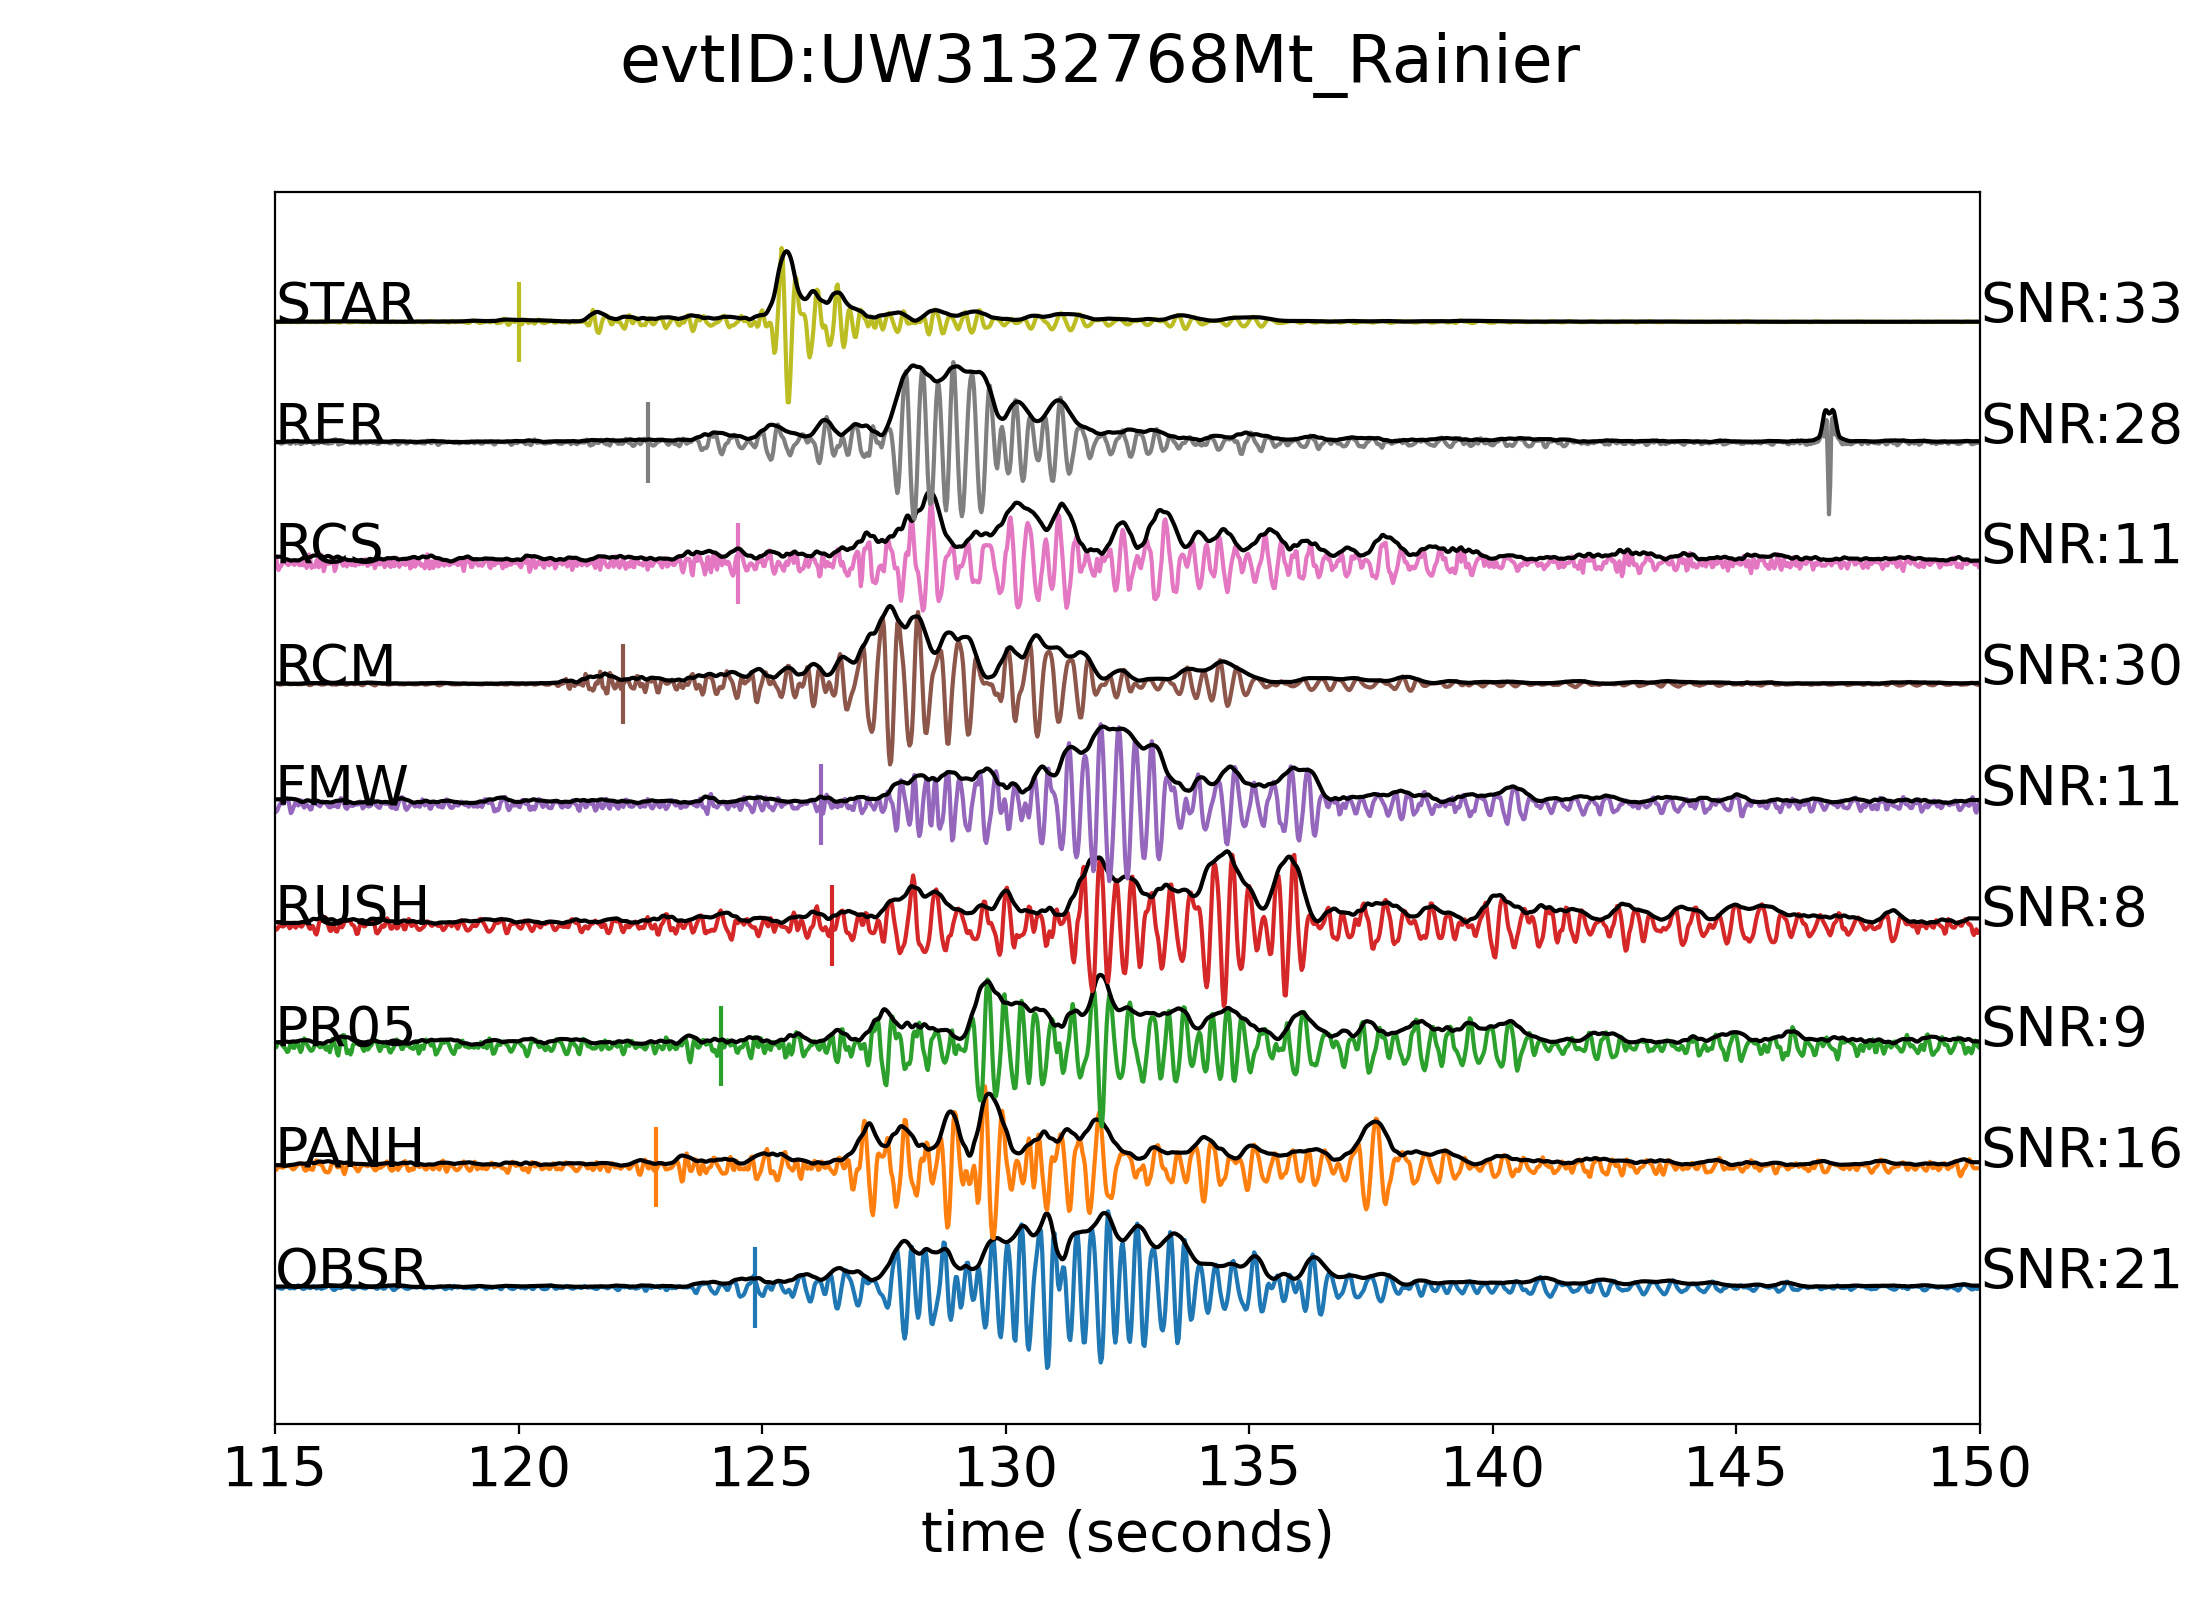 evtID:UW3132768Mt_Rainier
STAR SNR:33
RER SNR:28
RCS SNR:11
RCM SNR:30
FMW SNR:11
RUSH SNR:8
PR05 SNR:9
PANH SNR:16
OBSR SNR:21
115 120 125 130 135 140 145 150
time (seconds)